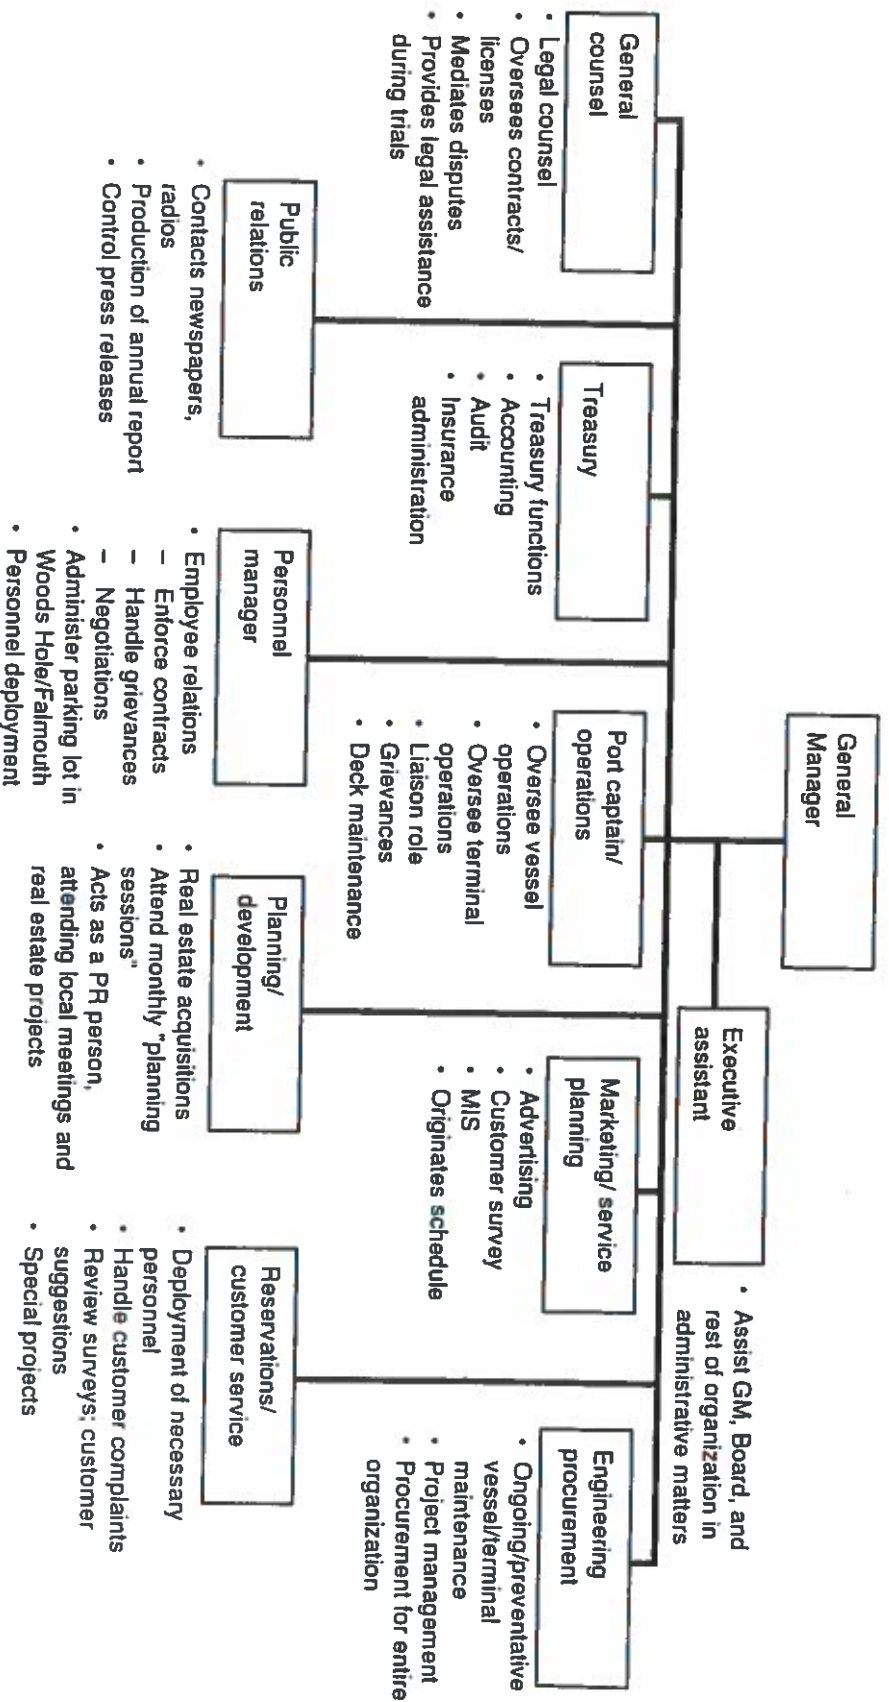 General
Manager
Executive
assistant
• Assist GM, Board, and
rest of organization in
administrative matters
General
counsel
• Legal counsel
• Oversees contracts/
licenses
• Mediates disputes
• Provides legal assistance
during trials
Treasury
• Treasury functions
• Accounting
• Audit
• Insurance
administration
Port captain/
operations
• Oversee vessel
operations
• Oversee terminal
operations
• Liaison role
• Grievances
• Deck maintenance
Marketing/ service
planning
• Advertising
• Customer survey
• MIS
• Originates schedule
Engineering
procurement
• Ongoing/preventative
vessel/terminal
maintenance
• Project management
• Procurement for entire
organization
Public
relations
• Contacts newspapers,
radios
• Production of annual report
• Control press releases
Personnel
manager
• Employee relations
– Enforce contracts
– Handle grievances
– Negotiations
• Administer parking lot in
Woods Hole/Falmouth
• Personnel deployment
Planning/
development
• Real estate acquisitions
• Attend monthly "planning
sessions"
• Acts as a PR person,
attending local meetings and
real estate projects
Reservations/
customer service
• Deployment of necessary
personnel
• Handle customer complaints
• Review surveys; customer
suggestions
• Special projects